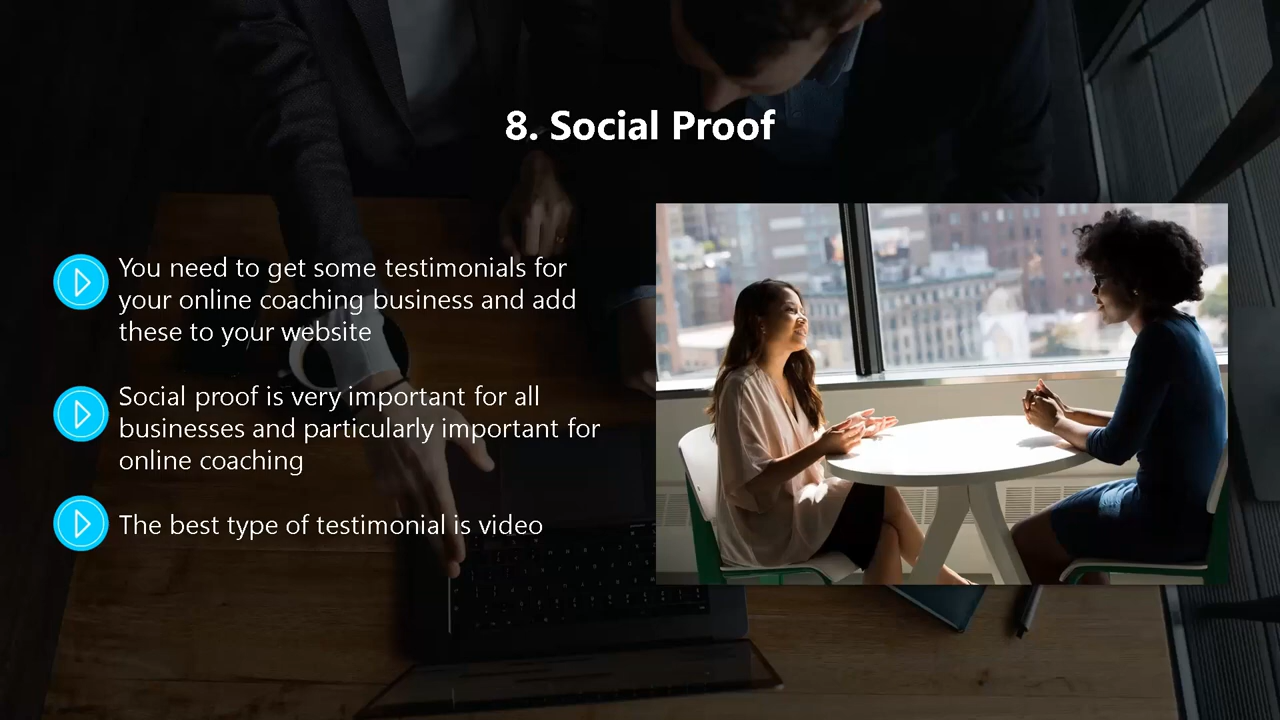 8. Social Proof
You need to get some testimonials for
your online coaching business and add
these to your website
Social proof is very important for all
businesses and particularly important for
online coaching
The best type of testimonial is video